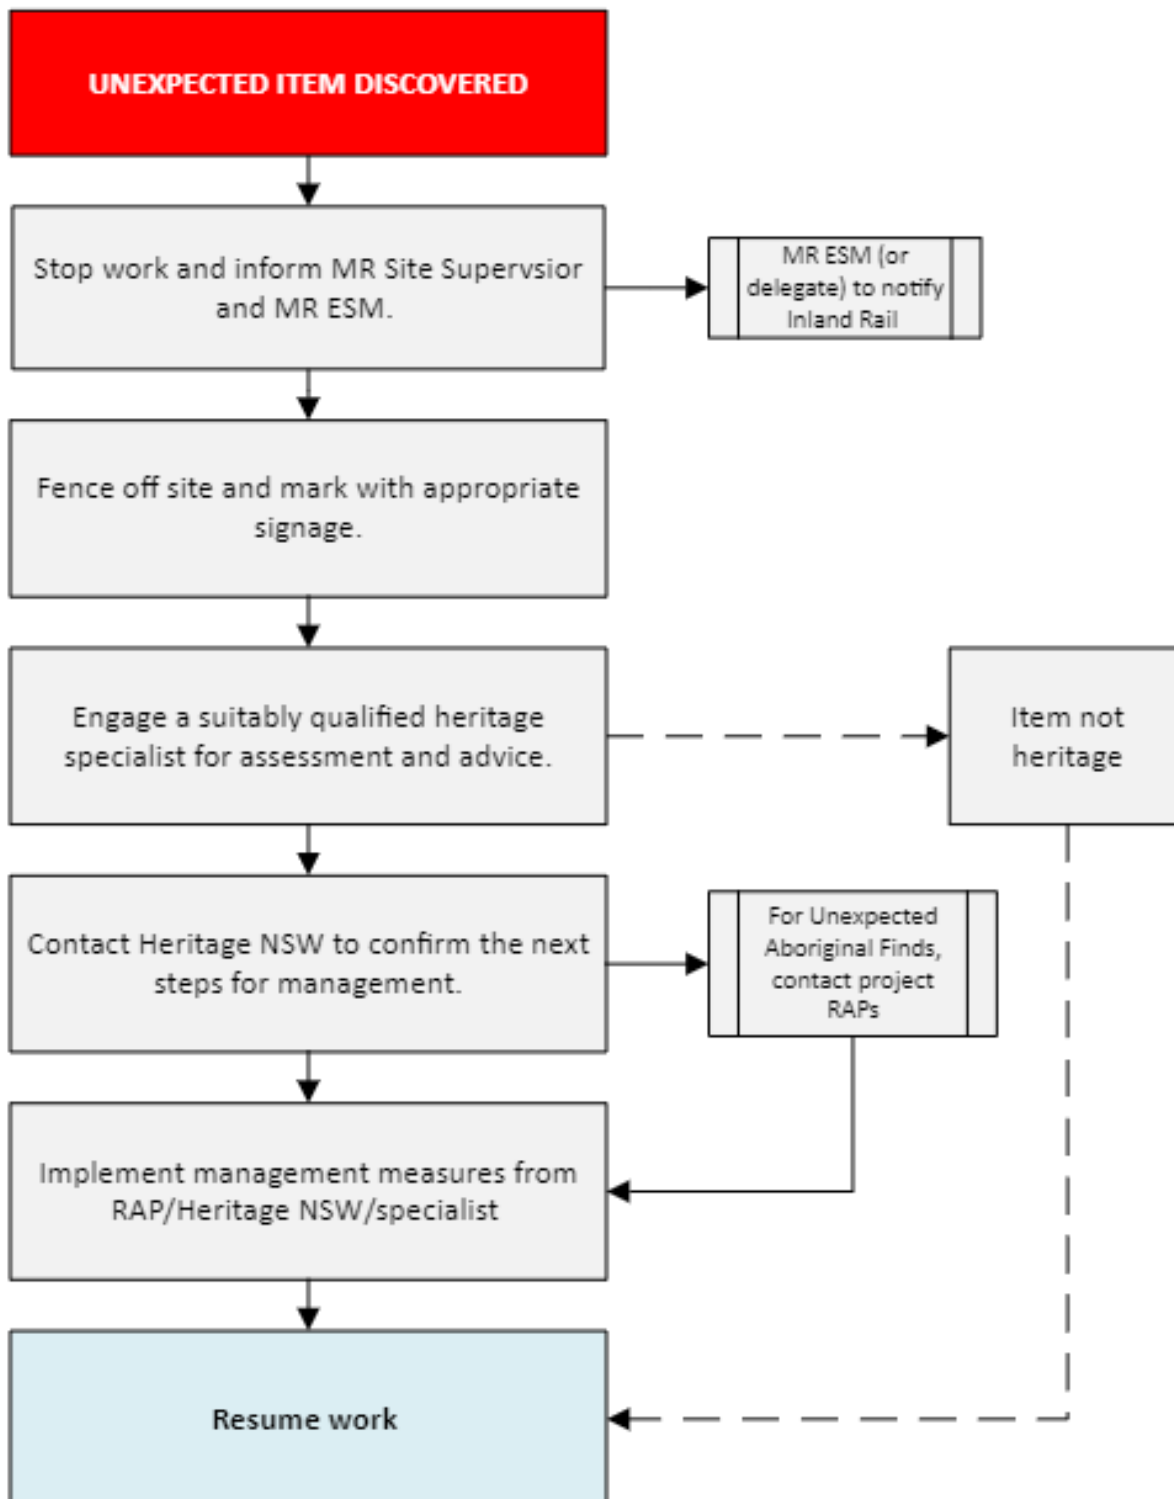 UNEXPECTED ITEM DISCOVERED
Stop work and inform MR Site Supervsior
and MR ESM.
MR ESM (or
delegate) to notify
Inland Rail
Fence off site and mark with appropriate
signage.
Engage a suitably qualified heritage
specialist for assessment and advice.
Item not
heritage
Contact Heritage NSW to confirm the next
steps for management.
For Unexpected
Aboriginal Finds,
contact project
RAPs
Implement management measures from
RAP/Heritage NSW/specialist
Resume work